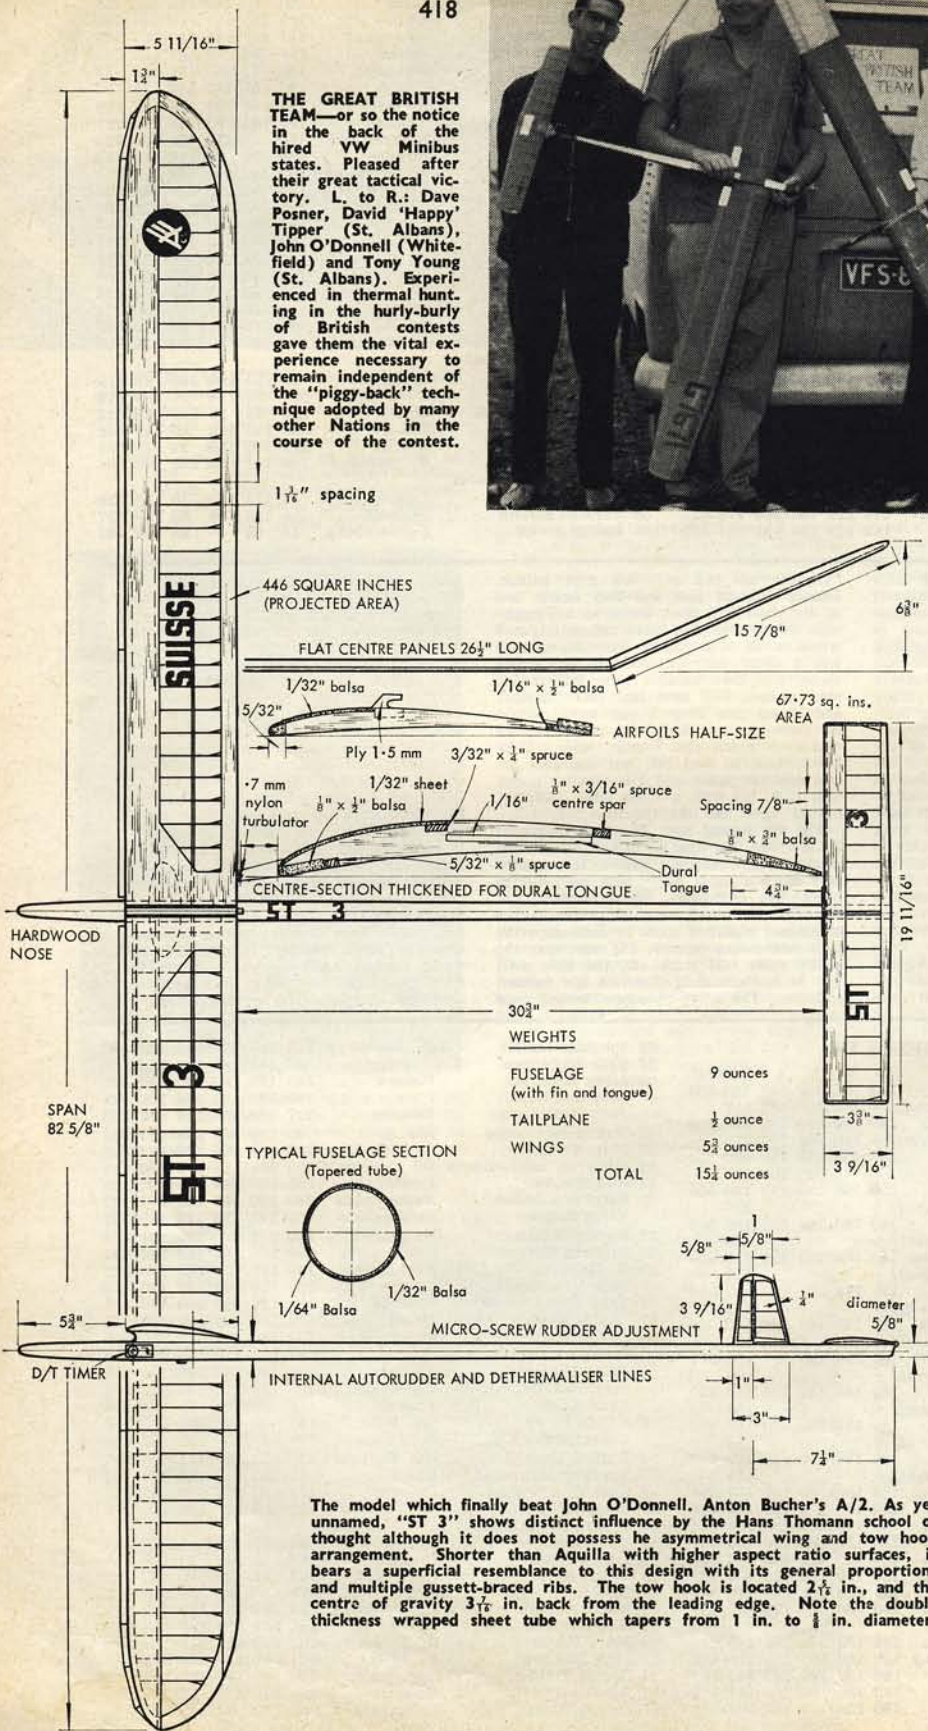 418
5 11/16"
1¾"
THE GREAT BRITISH
TEAM—or so the notice
in the back of the
hired VW Minibus
states. Pleased after
their great tactical vic-
tory. L. to R.: Dave
Posner, David 'Happy'
Tipper (St. Albans),
John O'Donnell (White-
field) and Tony Young
(St. Albans). Experi-
enced in thermal hunt-
ing in the hurly-burly
of British contests
gave them the vital ex-
perience necessary to
remain independent of
the "piggy-back" tech-
nique adopted by many
other Nations in the
course of the contest.
TEAM
VFS-
1 3/16" spacing
SUISSE
446 SQUARE INCHES
(PROJECTED AREA)
6⅜"
15 7/8"
FLAT CENTRE PANELS 26½" LONG
1/32" balsa
1/16" x ½" balsa
5/32"
67·73 sq. ins.
AREA
AIRFOILS HALF-SIZE
Ply 1·5 mm
3/32" x ¼" spruce
·7 mm
nylon
turbulator
1/32" sheet
⅛" x ½" balsa
1/16"
⅛" x 3/16" spruce
centre spar
Spacing 7/8"
⅛" x ¾" balsa
5/32" x ⅛" spruce
Dural
Tongue
4¾"
CENTRE-SECTION THICKENED FOR DURAL TONGUE
ST 3
HARDWOOD
NOSE
3
ST
19 11/16"
30¾"
WEIGHTS
FUSELAGE 9 ounces
(with fin and tongue)
TAILPLANE ½ ounce
WINGS 5¾ ounces
TOTAL 15¼ ounces
3⅜"
3 9/16"
SPAN
82 5/8"
ST 3
TYPICAL FUSELAGE SECTION
(Tapered tube)
1/64" Balsa
1/32" Balsa
1
5/8"
5/8"
3 9/16"
¼"
diameter
5/8"
5¾"
MICRO-SCREW RUDDER ADJUSTMENT
D/T TIMER
INTERNAL AUTORUDDER AND DETHERMALISER LINES
1"
3"
7¼"
The model which finally beat John O'Donnell. Anton Bucher's A/2. As ye
unnamed, "ST 3" shows distinct influence by the Hans Thomann school o
thought although it does not possess he asymmetrical wing and tow hoo
arrangement. Shorter than Aquilla with higher aspect ratio surfaces, i
bears a superficial resemblance to this design with its general proportion
and multiple gussett-braced ribs. The tow hook is located 2 5/16 in., and th
centre of gravity 3 7/16 in. back from the leading edge. Note the doubl
thickness wrapped sheet tube which tapers from 1 in. to ⅝ in. diameter